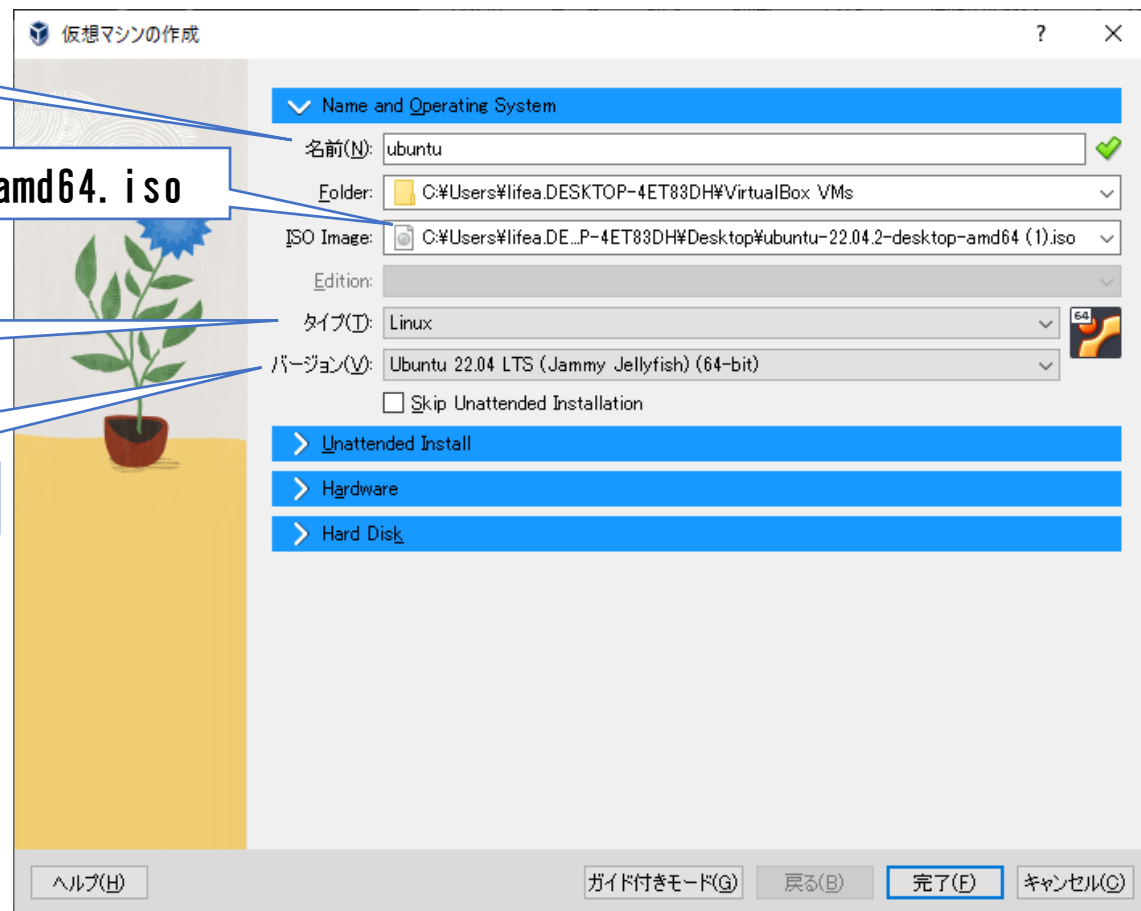 仮想マシンの作成
?
Name and Operating System
名前(N): ubuntu
amd64.iso
Folder: C:¥Users¥lifea.DESKTOP-4ET83DH¥VirtualBox VMs
ISO Image: C:¥Users¥lifea.DE...P-4ET83DH¥Desktop¥ubuntu-22.04.2-desktop-amd64 (1).iso
Edition:
タイプ(T): Linux
64
バージョン(V): Ubuntu 22.04 LTS (Jammy Jellyfish) (64-bit)
Skip Unattended Installation
Unattended Install
Hardware
Hard Disk
ヘルプ(H) ガイド付きモード(G) 戻る(B) 完了(F) キャンセル(C)